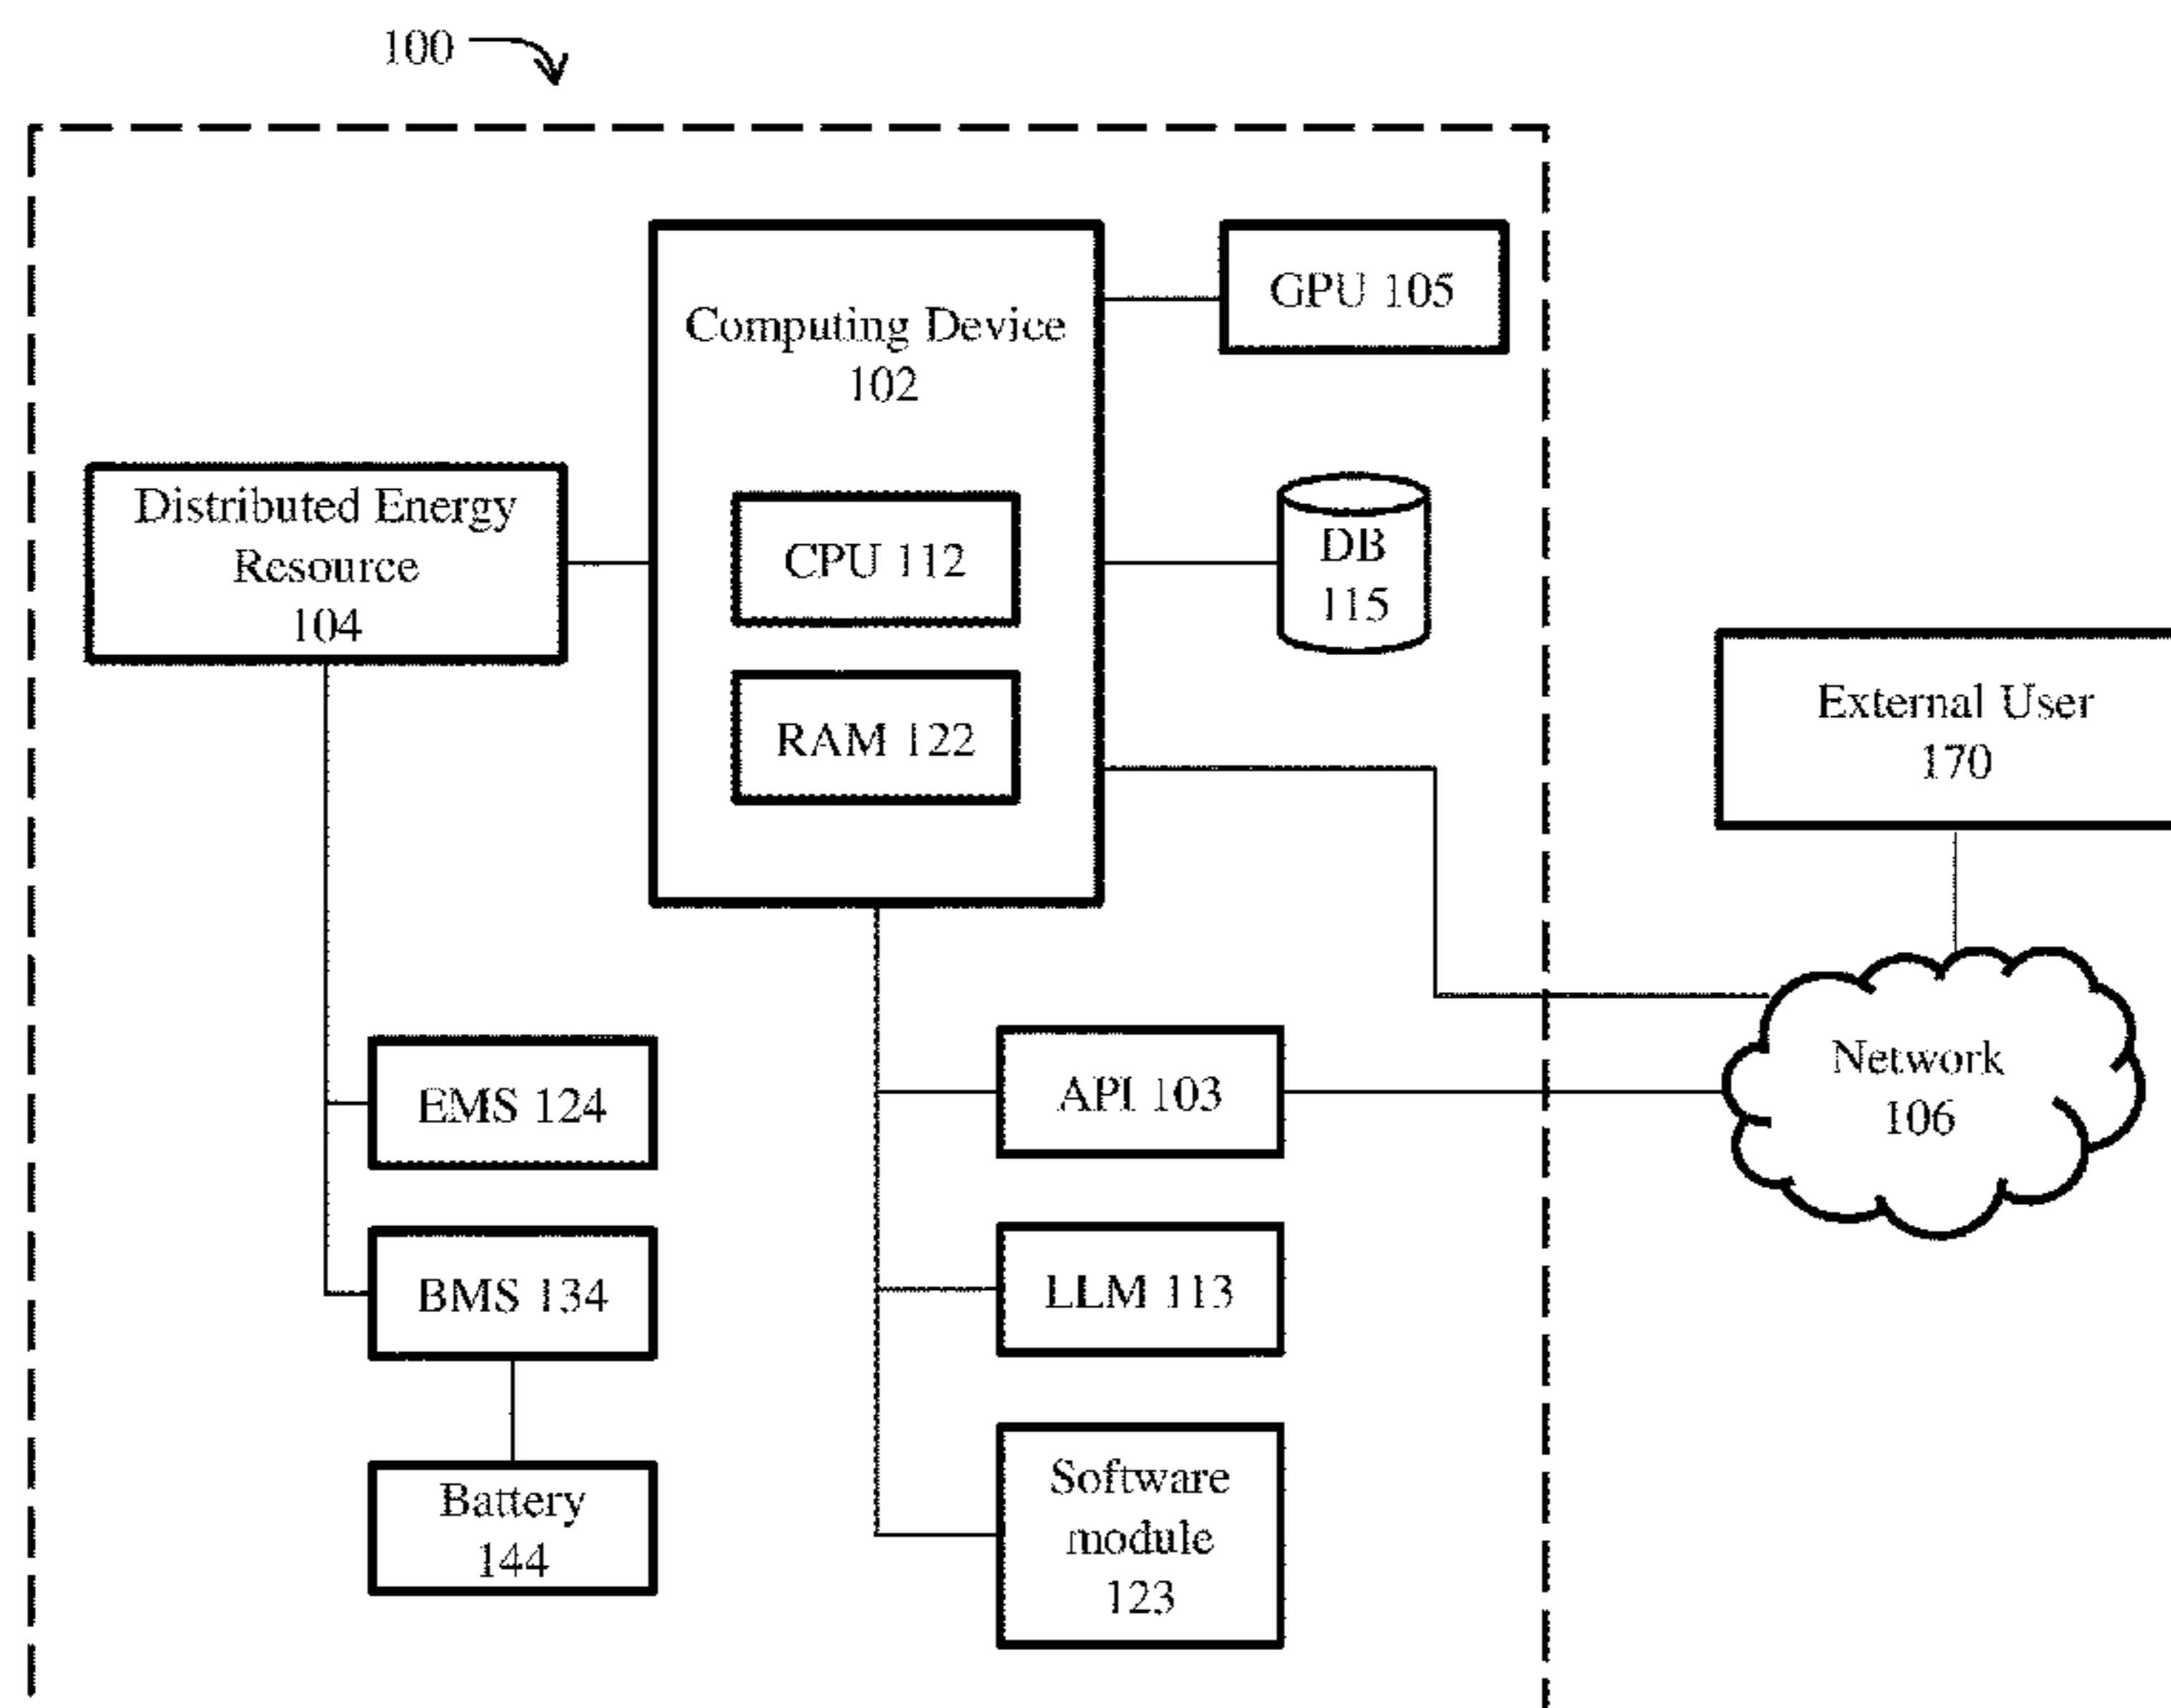 100
Computing Device
102
GPU 105
Distributed Energy
Resource
104
CPU 112
DB
115
RAM 122
External User
170
Network
106
EMS 124
API 103
BMS 134
LLM 113
Battery
144
Software
module
123